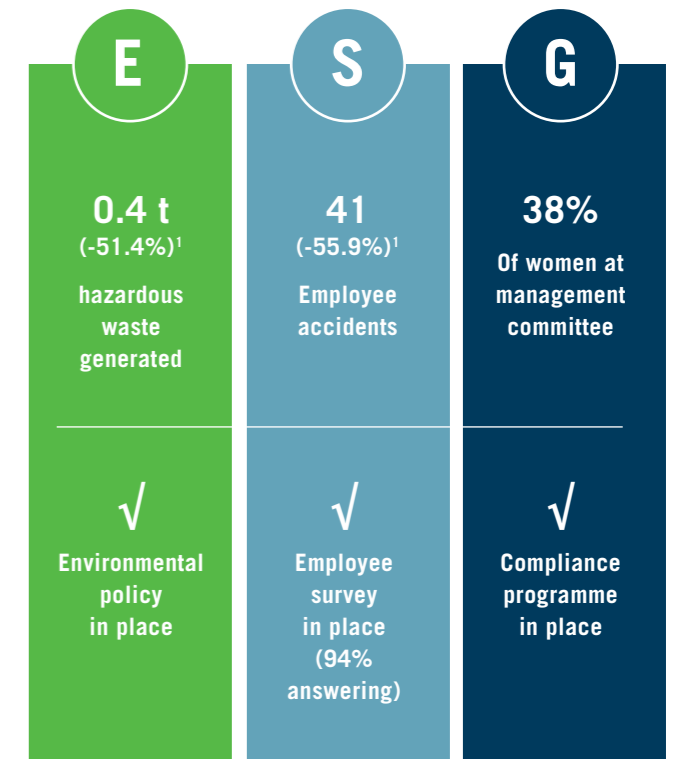 E
0.4 t
(-51.4%)¹
hazardous
waste
generated
√
Environmental
policy
in place
S
41
(-55.9%)¹
Employee
accidents
√
Employee
survey
in place
(94%
answering)
G
38%
Of women at
management
committee
√
Compliance
programme
in place